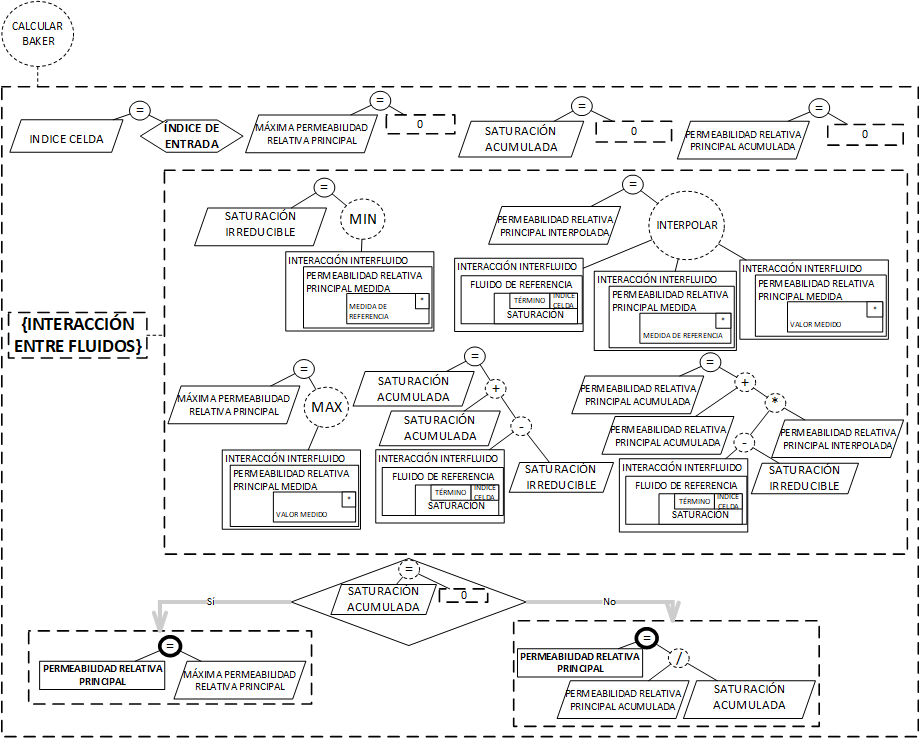 CALCULAR
BAKER
=
INDICE CELDA
ÍNDICE DE
ENTRADA
=
MÁXIMA PERMEABILIDAD
RELATIVA PRINCIPAL
0
=
SATURACIÓN
ACUMULADA
0
=
PERMEABILIDAD RELATIVA
PRINCIPAL ACUMULADA
0
{INTERACCIÓN
ENTRE FLUIDOS}
=
SATURACIÓN
IRREDUCIBLE
MIN
INTERACCIÓN INTERFLUIDO
PERMEABILIDAD RELATIVA
PRINCIPAL MEDIDA
*
MEDIDA DE
REFERENCIA
=
PERMEABILIDAD RELATIVA
PRINCIPAL INTERPOLADA
INTERPOLAR
INTERACCIÓN INTERFLUIDO
FLUIDO DE REFERENCIA
TÉRMINO
ÍNDICE
CELDA
SATURACIÓN
INTERACCIÓN INTERFLUIDO
PERMEABILIDAD RELATIVA
PRINCIPAL MEDIDA
*
MEDIDA DE REFERENCIA
INTERACCIÓN INTERFLUIDO
PERMEABILIDAD RELATIVA
PRINCIPAL MEDIDA
*
VALOR MEDIDO
=
MÁXIMA PERMEABILIDAD
RELATIVA PRINCIPAL
MAX
INTERACCIÓN INTERFLUIDO
PERMEABILIDAD RELATIVA
PRINCIPAL MEDIDA
*
VALOR MEDIDO
=
SATURACIÓN
ACUMULADA
+
SATURACIÓN
ACUMULADA
-
INTERACCIÓN INTERFLUIDO
FLUIDO DE REFERENCIA
TÉRMINO
ÍNDICE
CELDA
SATURACIÓN
SATURACIÓN
IRREDUCIBLE
=
PERMEABILIDAD RELATIVA
PRINCIPAL ACUMULADA
+
PERMEABILIDAD RELATIVA
PRINCIPAL ACUMULADA
*
-
PERMEABILIDAD RELATIVA
PRINCIPAL INTERPOLADA
INTERACCIÓN INTERFLUIDO
FLUIDO DE REFERENCIA
TÉRMINO
ÍNDICE
CELDA
SATURACIÓN
SATURACIÓN
IRREDUCIBLE
=
SATURACIÓN
ACUMULADA
0
Sí
No
=
PERMEABILIDAD RELATIVA
PRINCIPAL
MÁXIMA PERMEABILIDAD
RELATIVA PRINCIPAL
=
PERMEABILIDAD RELATIVA
PRINCIPAL
/
PERMEABILIDAD RELATIVA
PRINCIPAL ACUMULADA
SATURACIÓN
ACUMULADA